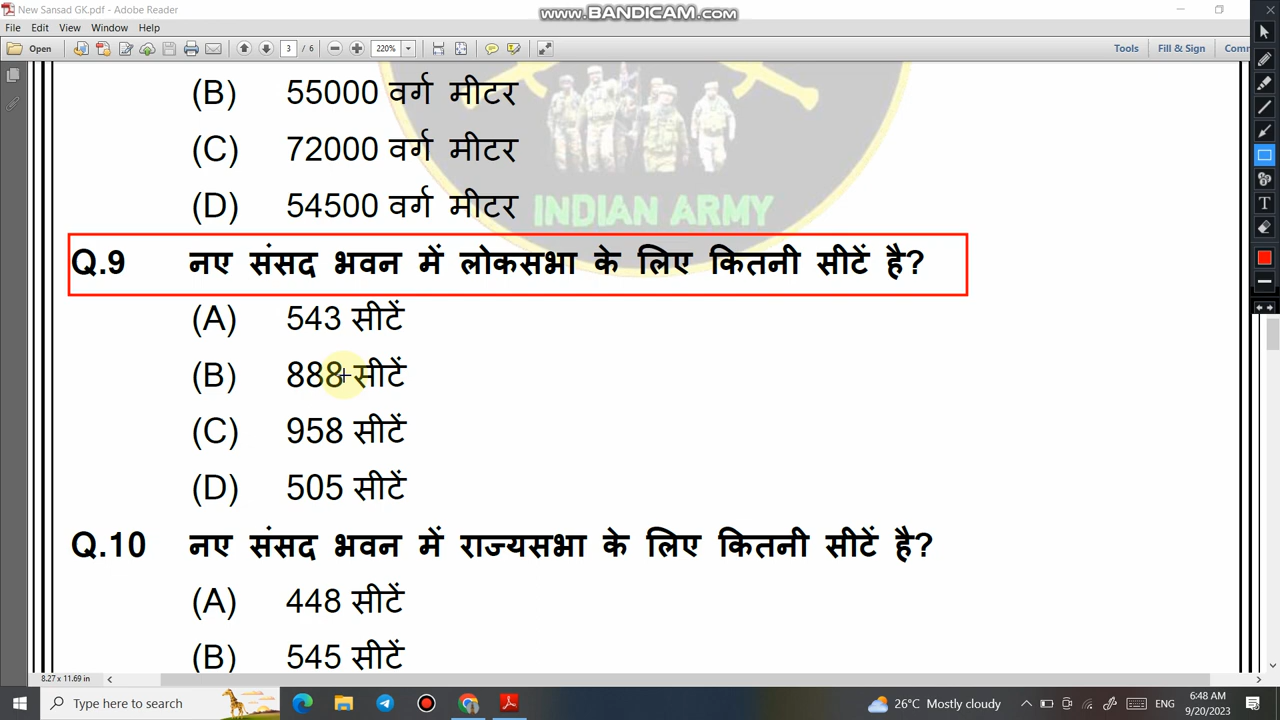 New Sansad GK.pdf - Adobe Reader
www.BANDICAM.com
File Edit View Window Help
Open 3 / 6 220% Tools Fill & Sign Comm
(B) 55000 वर्ग मीटर
(C) 72000 वर्ग मीटर
(D) 54500 वर्ग मीटर
INDIAN ARMY
Q.9 नए संसद भवन में लोकसभा के लिए कितनी सीटें है?
(A) 543 सीटें
(B) 888 सीटें
(C) 958 सीटें
(D) 505 सीटें
Q.10 नए संसद भवन में राज्यसभा के लिए कितनी सीटें है?
(A) 448 सीटें
(B) 545 सीटें
8.27 x 11.69 in
Type here to search
26°C Mostly cloudy
ENG
6:48 AM
9/20/2023